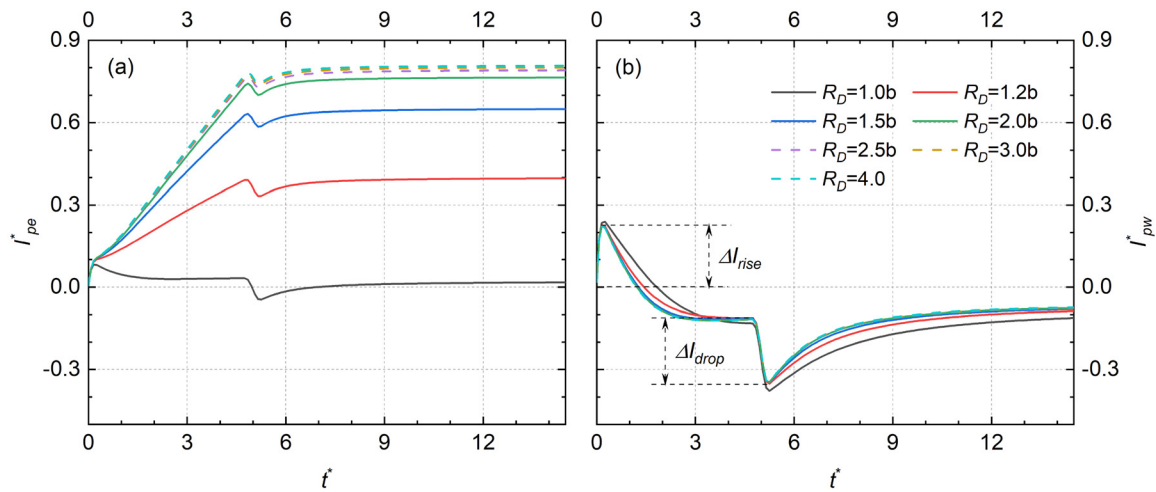 0 3 6 9 12
0 3 6 9 12
0.9
0.6
0.3
0.0
-0.3
I*pe
(a)
0 3 6 9 12
t*
(b)
RD=1.0b RD=1.2b
RD=1.5b RD=2.0b
RD=2.5b RD=3.0b
RD=4.0
ΔIrise
ΔIdrop
0.9
0.6
0.3
0.0
-0.3
I*pw
0 3 6 9 12
t*